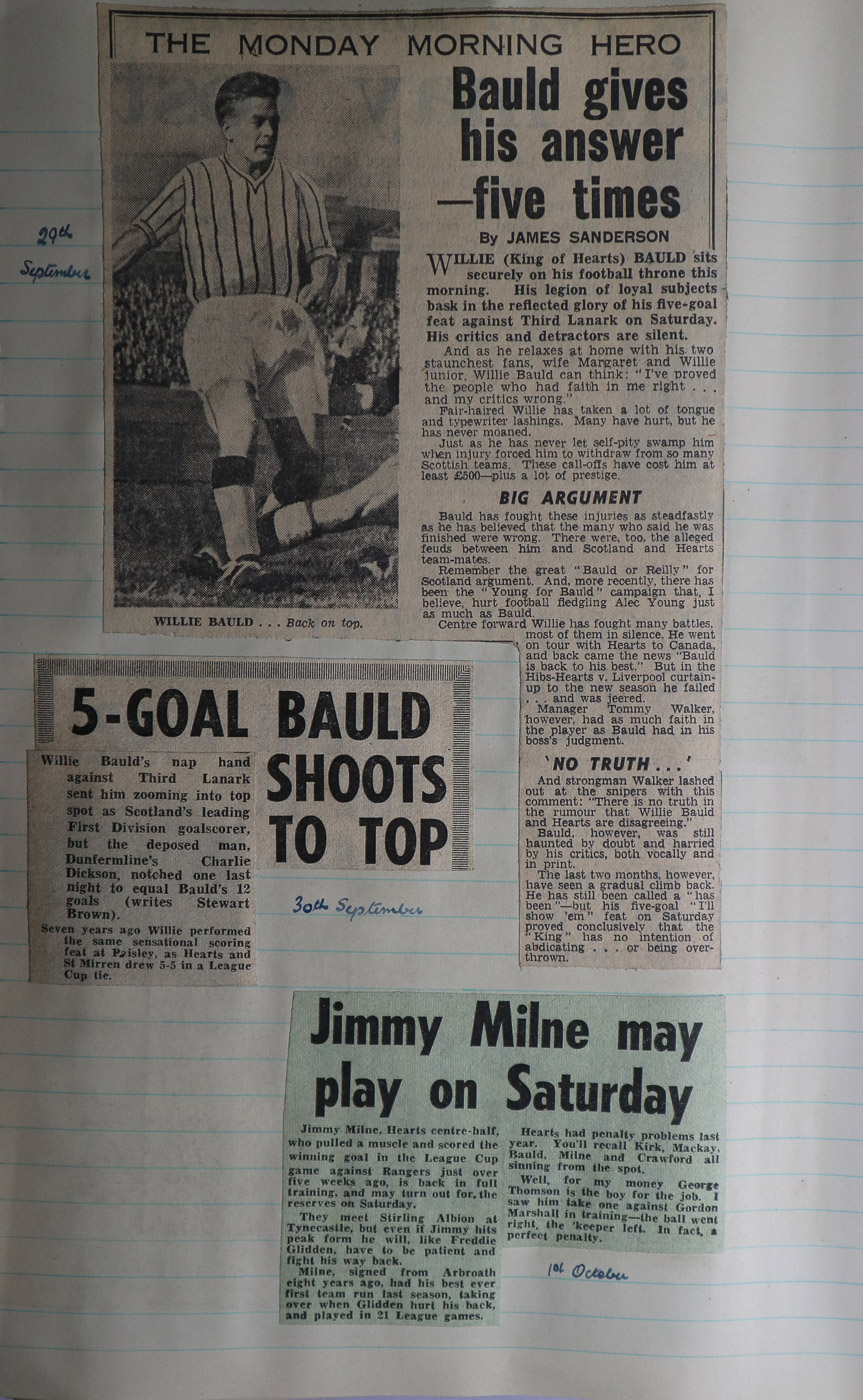 THE MONDAY MORNING HERO
Bauld gives
his answer
—five times
By JAMES SANDERSON
WILLIE (King of Hearts) BAULD sits
securely on his football throne this
morning. His legion of loyal subjects
bask in the reflected glory of his five-goal
feat against Third Lanark on Saturday.
His critics and detractors are silent.
And as he relaxes at home with his two
staunchest fans, wife Margaret and Willie
junior, Willie Bauld can think: "I've proved
the people who had faith in me right . . .
and my critics wrong."
Fair-haired Willie has taken a lot of tongue
and typewriter lashings. Many have hurt, but he
has never moaned.
Just as he has never let self-pity swamp him
when injury forced him to withdraw from so many
Scottish teams. These call-offs have cost him at
least £500—plus a lot of prestige.
BIG ARGUMENT
Bauld has fought these injuries as steadfastly
as he has believed that the many who said he was
finished were wrong. There were, too, the alleged
feuds between him and Scotland and Hearts
team-mates.
Remember the great "Bauld or Reilly" for
Scotland argument. And, more recently, there has
been the "Young for Bauld" campaign that, I
believe, hurt football fledgling Alec Young just
as much as Bauld.
Centre forward Willie has fought many battles,
most of them in silence. He went
on tour with Hearts to Canada,
and back came the news "Bauld
is back to his best." But in the
Hibs-Hearts v. Liverpool curtain-
up to the new season he failed
. . . and was jeered.
Manager Tommy Walker,
however, had as much faith in
the player as Bauld had in his
boss's judgment.
'NO TRUTH...'
And strongman Walker lashed
out at the snipers with this
comment: "There is no truth in
the rumour that Willie Bauld
and Hearts are disagreeing."
Bauld, however, was still
haunted by doubt and harried
by his critics, both vocally and
in print.
The last two months, however,
have seen a gradual climb back.
He has still been called a "has
been"—but his five-goal "I'll
show 'em" feat on Saturday
proved conclusively that the
"King" has no intention of
abdicating . . . or being over-
thrown.
WILLIE BAULD . . . Back on top.
29th
September
5-GOAL BAULD
SHOOTS
TO TOP
Willie Bauld's nap hand
against Third Lanark
sent him zooming into top
spot as Scotland's leading
First Division goalscorer,
but the deposed man,
Dunfermline's Charlie
Dickson, notched one last
night to equal Bauld's 12
goals (writes Stewart
Brown).
Seven years ago Willie performed
the same sensational scoring
feat at Paisley, as Hearts and
St Mirren drew 5-5 in a League
Cup tie.
30th September
Jimmy Milne may
play on Saturday
Jimmy Milne, Hearts centre-half,
who pulled a muscle and scored the
winning goal in the League Cup
game against Rangers just over
five weeks ago, is back in full
training, and may turn out for the
reserves on Saturday.
They meet Stirling Albion at
Tynecastle, but even if Jimmy hits
peak form he will, like Freddie
Glidden, have to be patient and
fight his way back.
Milne, signed from Arbroath
eight years ago, had his best ever
first team run last season, taking
over when Glidden hurt his back,
and played in 21 League games.
Hearts had penalty problems last
year. You'll recall Kirk, Mackay,
Bauld, Milne and Crawford all
sinning from the spot.
Well, for my money George
Thomson is the boy for the job. I
saw him take one against Gordon
Marshall in training—the ball went
right, the 'keeper left. In fact, a
perfect penalty.
1st October